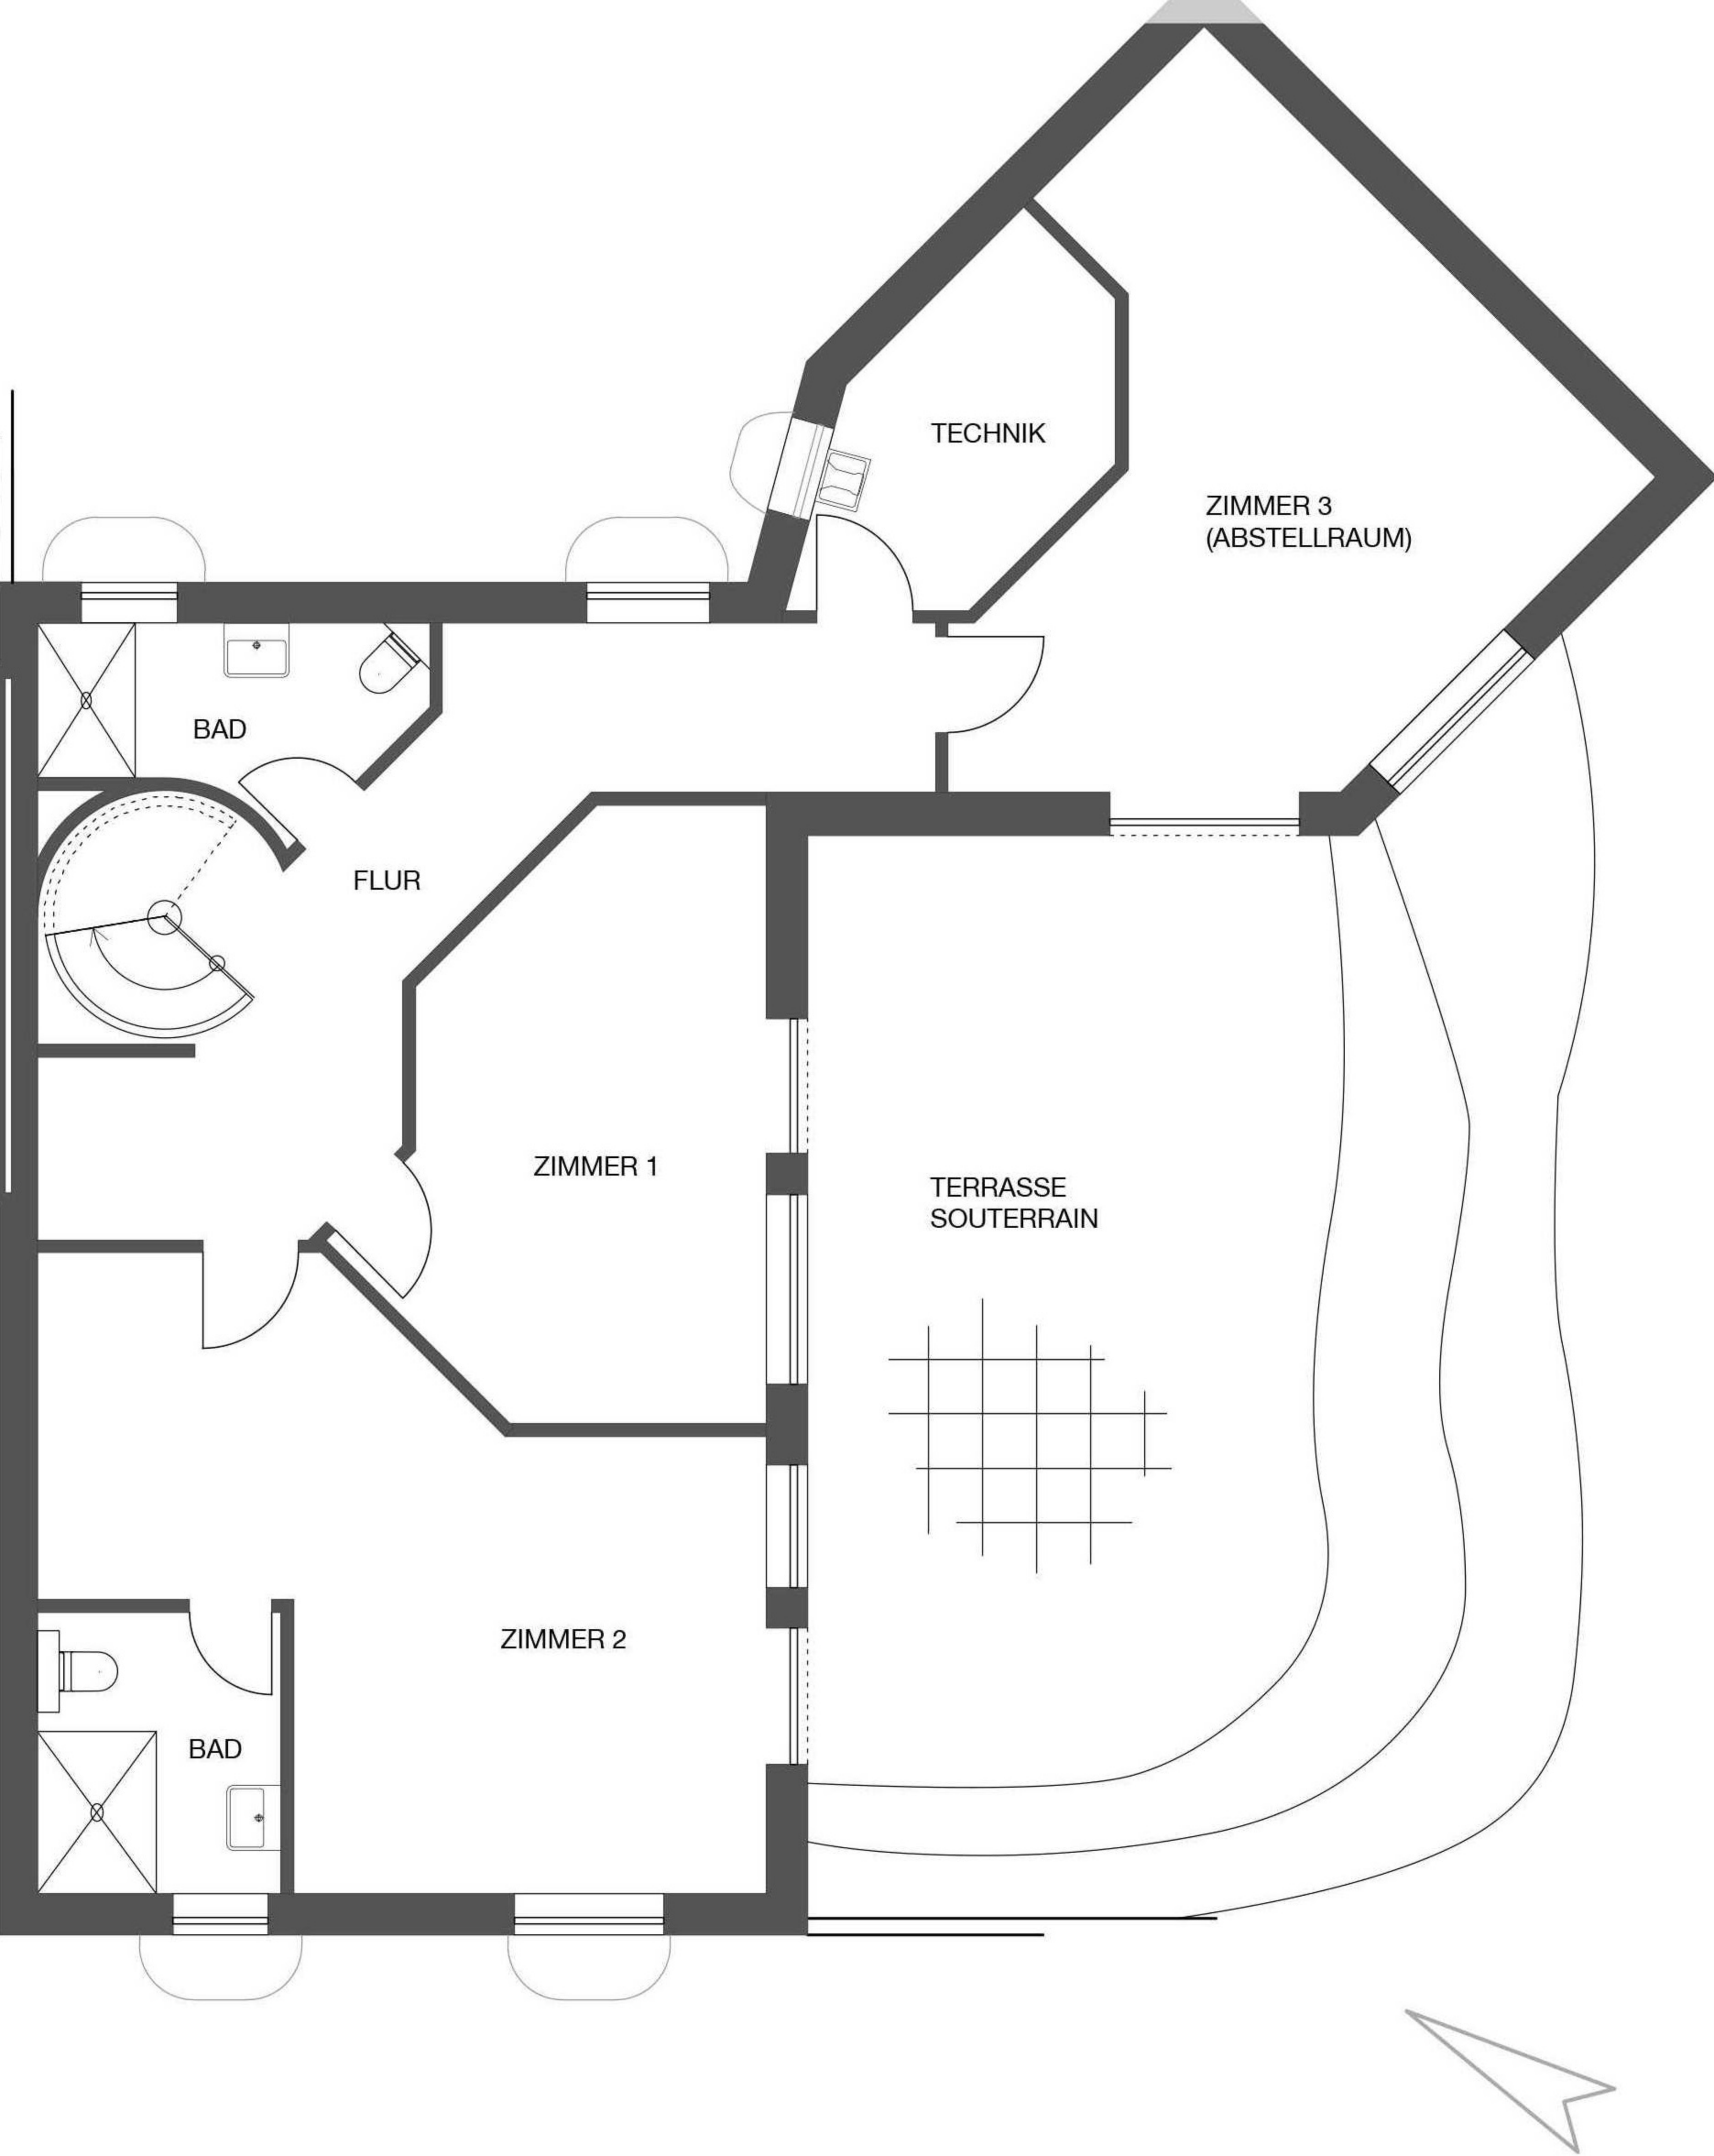 TECHNIK
ZIMMER 3
(ABSTELLRAUM)
BAD
FLUR
ZIMMER 1
TERRASSE
SOUTERRAIN
ZIMMER 2
BAD